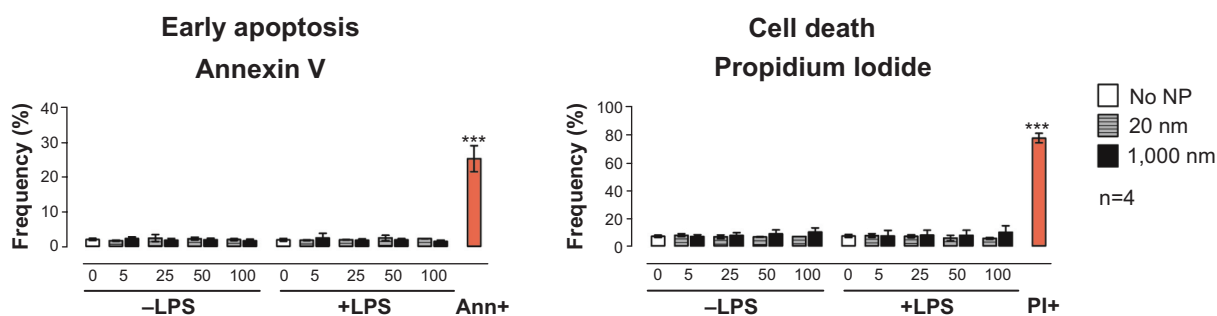 Early apoptosis
Annexin V
Frequency (%)
40
30
20
10
0
***
0 5 25 50 100 0 5 25 50 100
–LPS +LPS Ann+
Cell death
Propidium Iodide
Frequency (%)
100
80
60
40
20
0
***
0 5 25 50 100 0 5 25 50 100
–LPS +LPS PI+
No NP
20 nm
1,000 nm
n=4